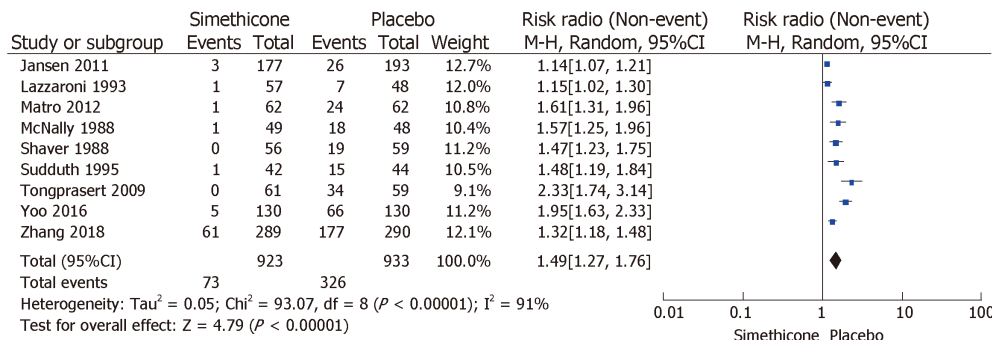 Simethicone Placebo Risk radio (Non-event) Risk radio (Non-event)
Study or subgroup Events Total Events Total Weight M-H, Random, 95%CI M-H, Random, 95%CI
Jansen 2011 3 177 26 193 12.7% 1.14[1.07, 1.21]
Lazzaroni 1993 1 57 7 48 12.0% 1.15[1.02, 1.30]
Matro 2012 1 62 24 62 10.8% 1.61[1.31, 1.96]
McNally 1988 1 49 18 48 10.4% 1.57[1.25, 1.96]
Shaver 1988 0 56 19 59 11.2% 1.47[1.23, 1.75]
Sudduth 1995 1 42 15 44 10.5% 1.48[1.19, 1.84]
Tongprasert 2009 0 61 34 59 9.1% 2.33[1.74, 3.14]
Yoo 2016 5 130 66 130 11.2% 1.95[1.63, 2.33]
Zhang 2018 61 289 177 290 12.1% 1.32[1.18, 1.48]
Total (95%CI) 923 933 100.0% 1.49[1.27, 1.76]
Total events 73 326
Heterogeneity: Tau² = 0.05; Chi² = 93.07, df = 8 (P < 0.00001); I² = 91%
Test for overall effect: Z = 4.79 (P < 0.00001)
0.01 0.1 1 10 100
Simethicone Placebo